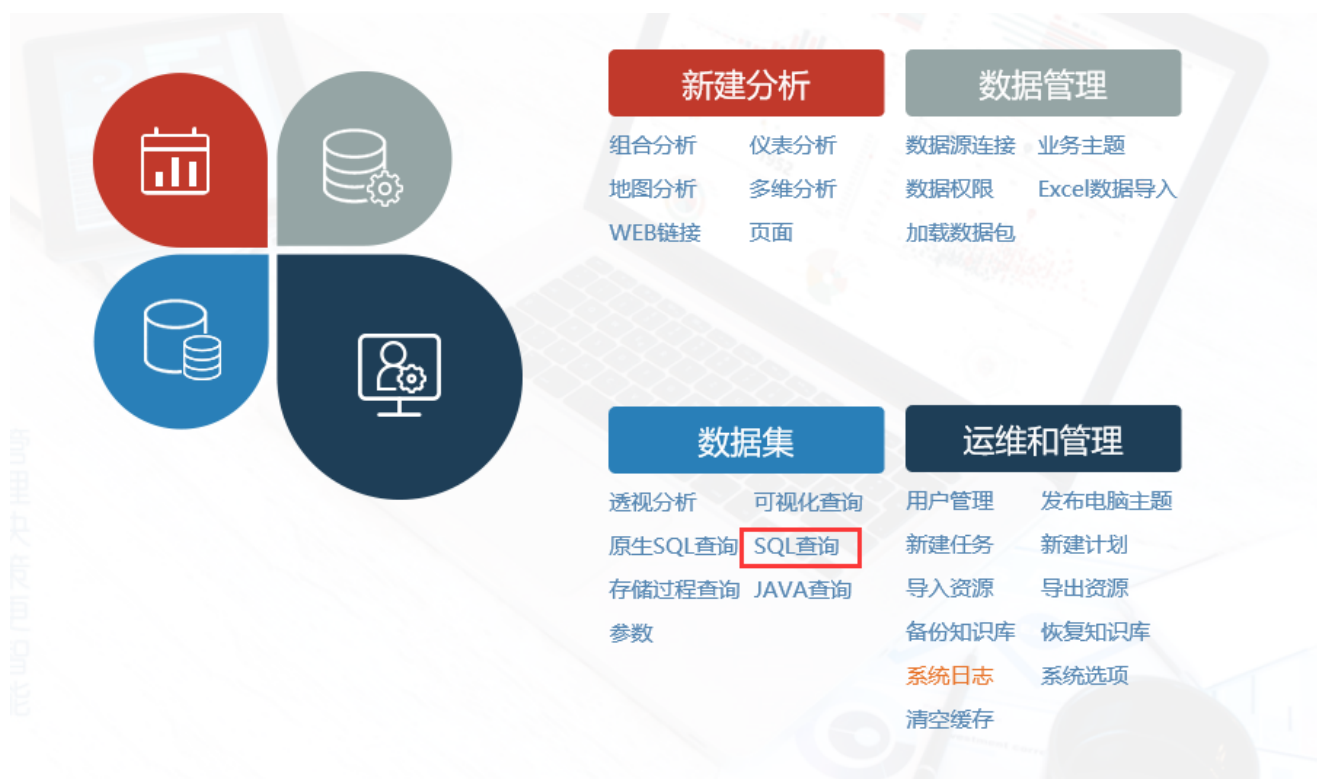 新建分析
组合分析 仪表分析
地图分析 多维分析
WEB链接 页面
数据管理
数据源连接 业务主题
数据权限 Excel数据导入
加载数据包
数据集
透视分析 可视化查询
原生SQL查询 SQL查询
存储过程查询 JAVA查询
参数
运维和管理
用户管理 发布电脑主题
新建任务 新建计划
导入资源 导出资源
备份知识库 恢复知识库
系统日志 系统选项
清空缓存